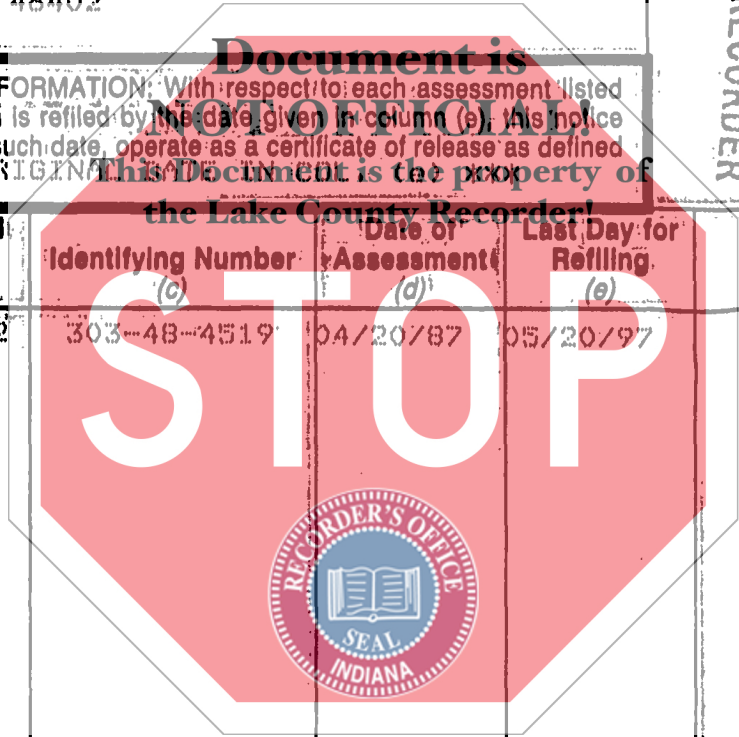 46402
RECORDER
Document is
FORMATION: With respect to each assessment listed
NOT OFFICIAL!
is refiled by the date given in column (e), this notice
such date, operate as a certificate of release as defined
This Document is the property of
xxxx
the Lake County Recorder!
Identifying Number
(c)
Date of
Assessment
(d)
Last Day for
Refiling
(e)
303-48-4519 04/20/87 05/20/97
STOP
RECORDER'S OFFICE
SEAL
INDIANA